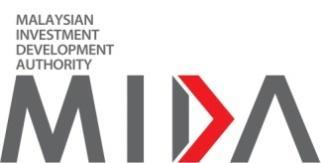 MALAYSIAN
INVESTMENT
DEVELOPMENT
AUTHORITY
MIDA